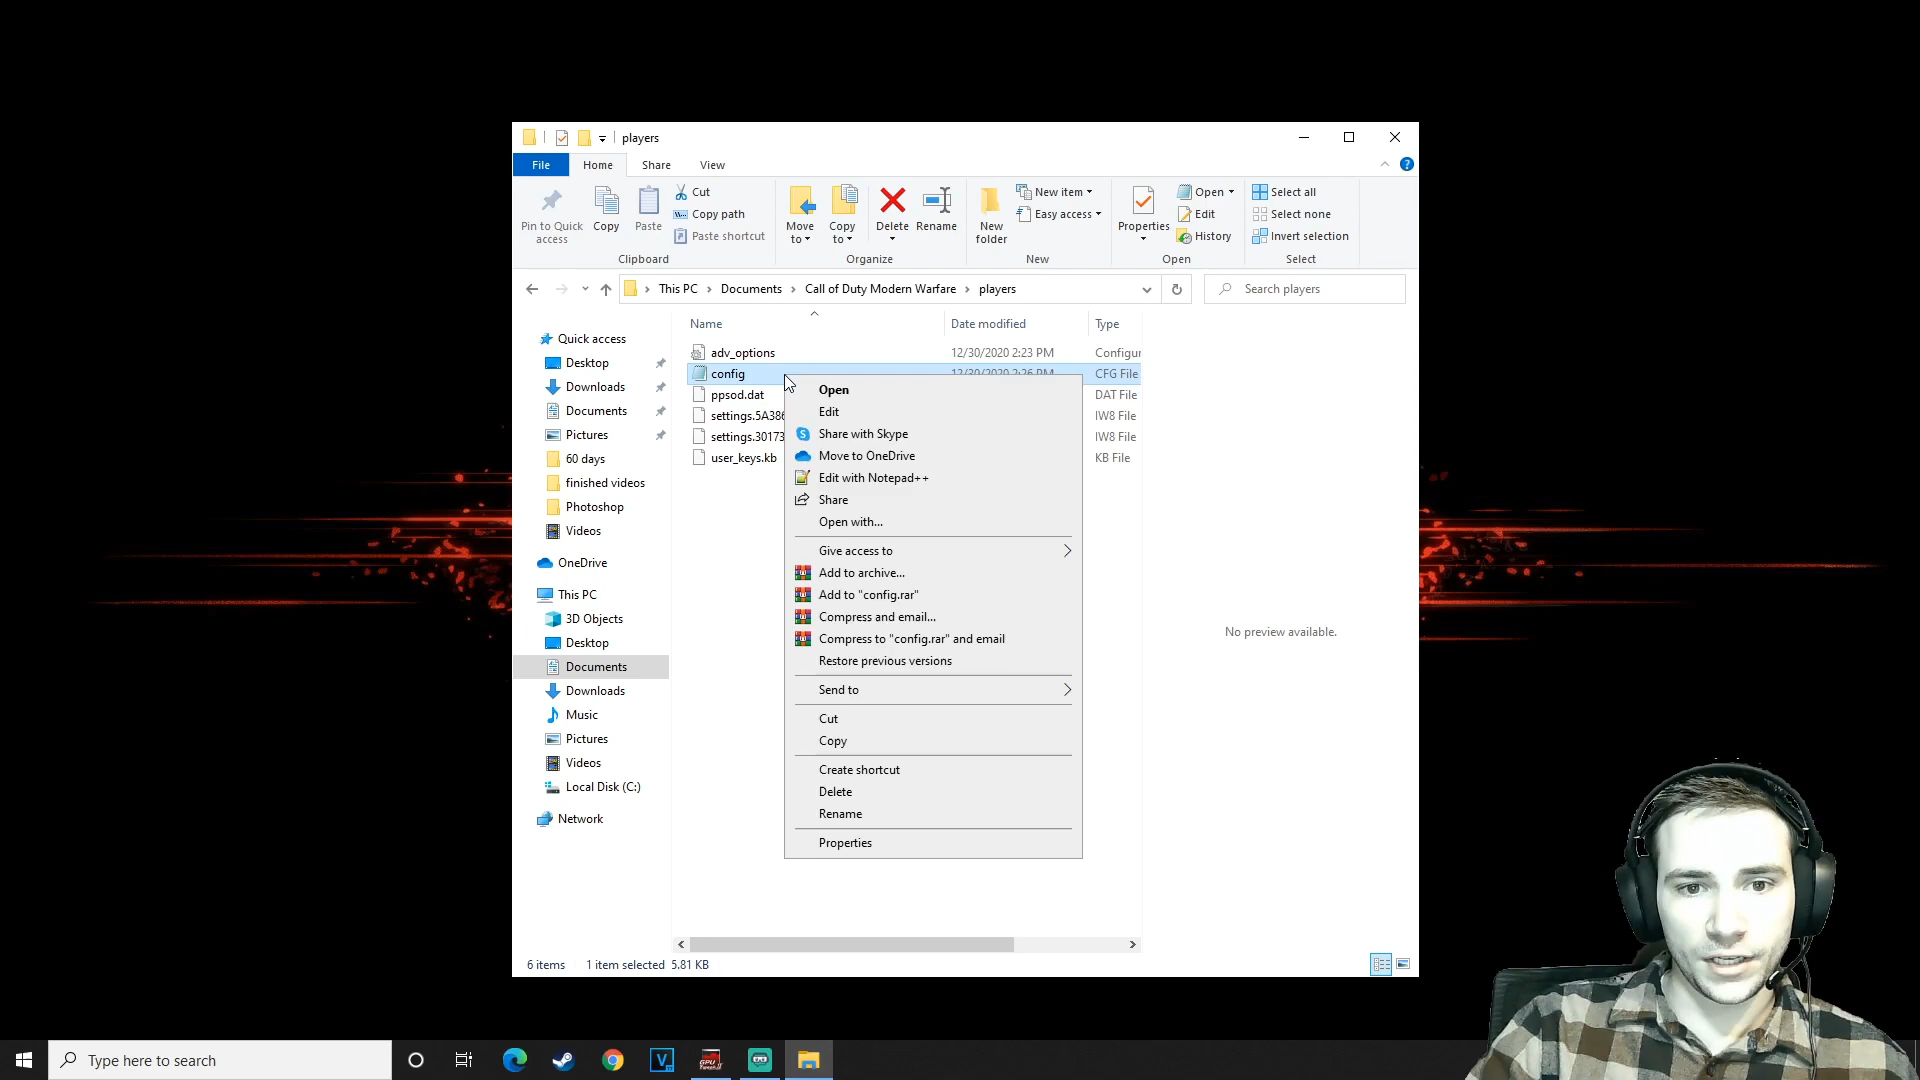 players
File Home Share View
Pin to Quick access
Copy
Paste
Cut
Copy path
Paste shortcut
Clipboard
Move to
Copy to
Delete
Rename
Organize
New folder
New item
Easy access
New
Properties
Open
Edit
History
Open
Select all
Select none
Invert selection
Select
This PC > Documents > Call of Duty Modern Warfare > players
Search players
Name Date modified Type
Quick access
Desktop
Downloads
Documents
Pictures
60 days
finished videos
Photoshop
Videos
OneDrive
This PC
3D Objects
Desktop
Documents
Downloads
Music
Pictures
Videos
Local Disk (C:)
Network
adv_options 12/30/2020 2:23 PM Configur
config 12/30/2020 2:26 PM CFG File
ppsod.dat DAT File
settings.5A386 IW8 File
settings.30173 IW8 File
user_keys.kb KB File
Open
Edit
Share with Skype
Move to OneDrive
Edit with Notepad++
Share
Open with...
Give access to
Add to archive...
Add to "config.rar"
Compress and email...
Compress to "config.rar" and email
Restore previous versions
Send to
Cut
Copy
Create shortcut
Delete
Rename
Properties
No preview available.
6 items 1 item selected 5.81 KB
Type here to search